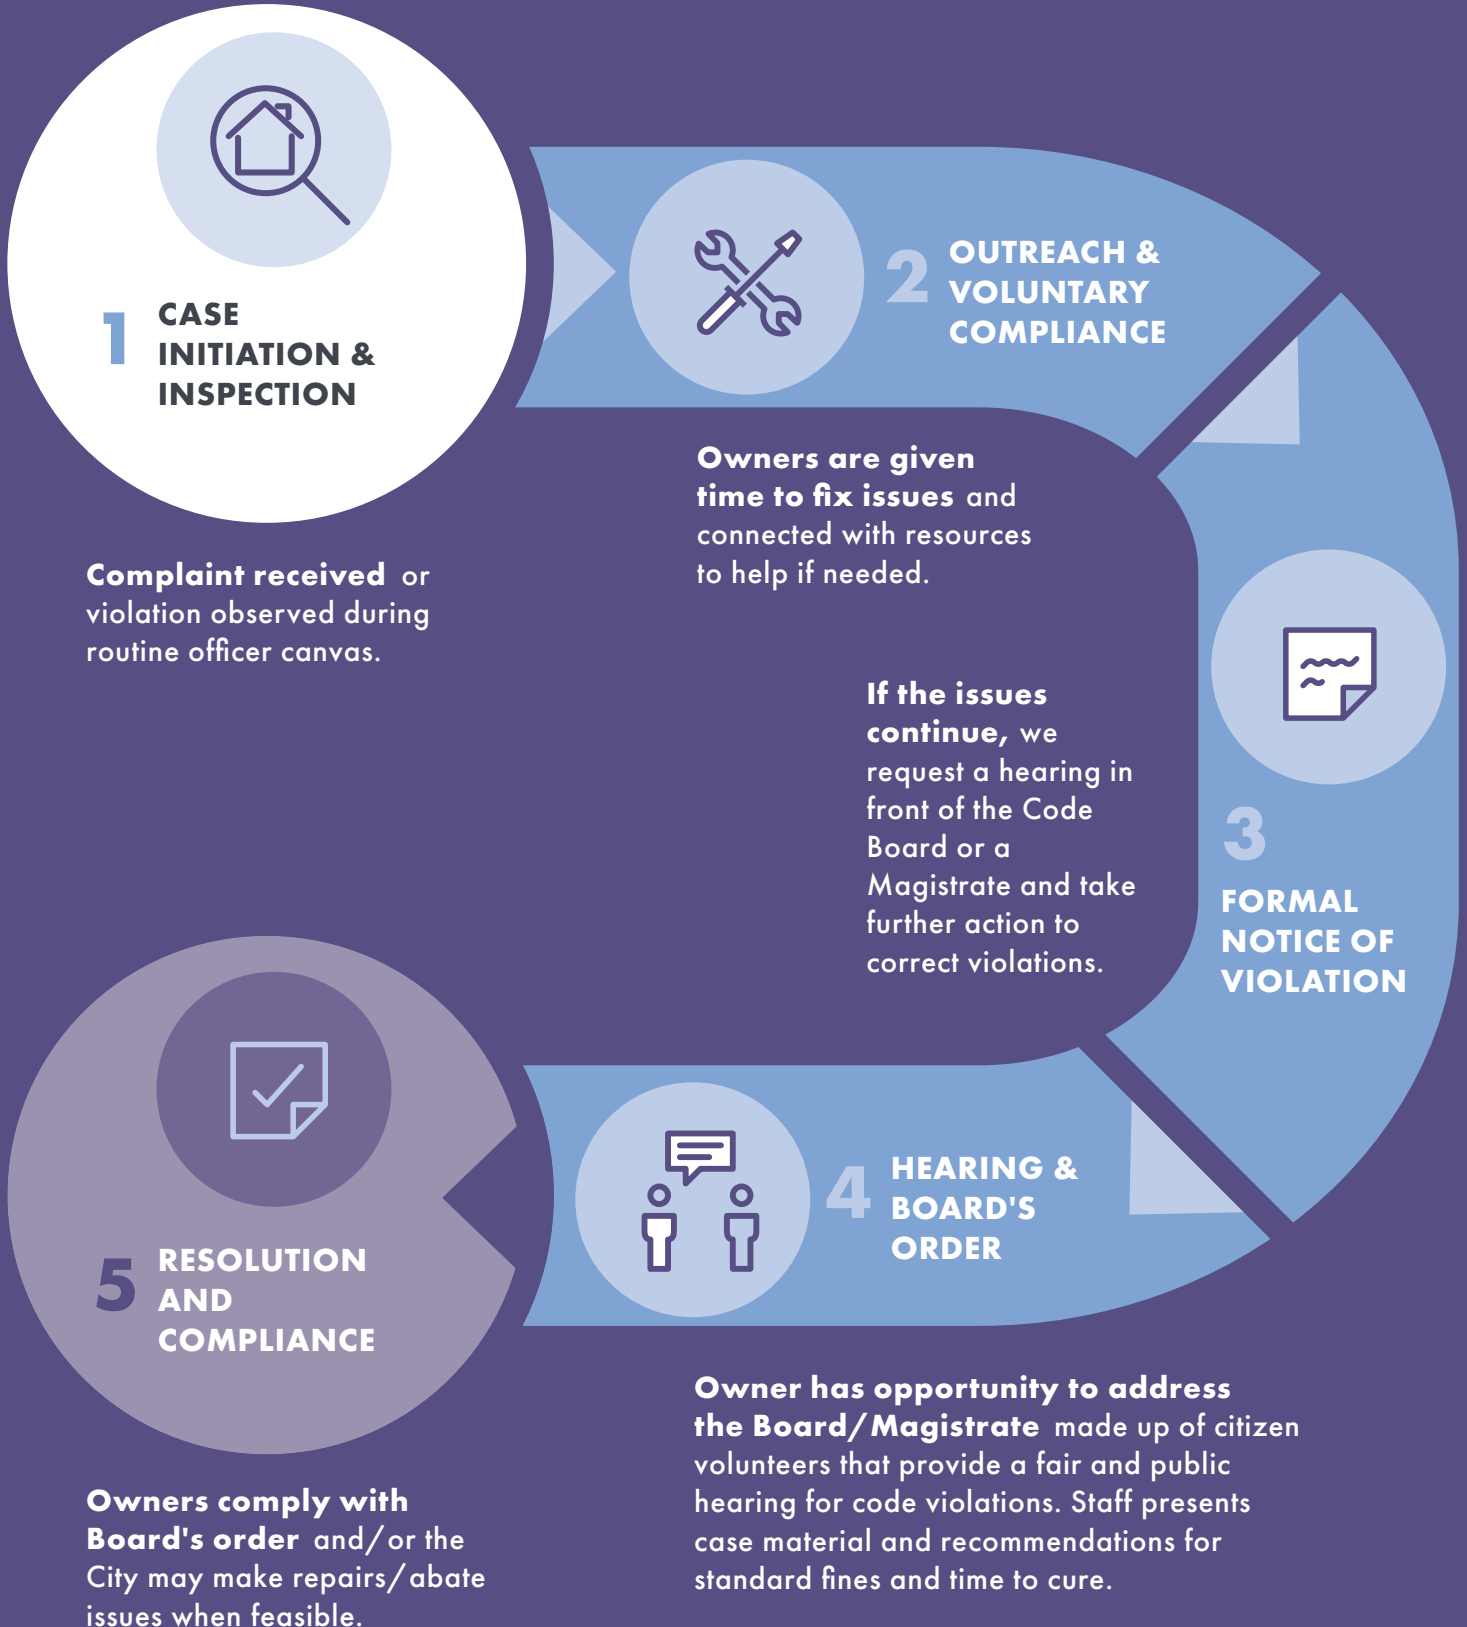 1
CASE
INITIATION &
INSPECTION
Complaint received or
violation observed during
routine officer canvas.
2
OUTREACH &
VOLUNTARY
COMPLIANCE
Owners are given
time to fix issues and
connected with resources
to help if needed.
3
FORMAL
NOTICE OF
VIOLATION
If the issues
continue, we
request a hearing in
front of the Code
Board or a
Magistrate and take
further action to
correct violations.
4
HEARING &
BOARD'S
ORDER
Owner has opportunity to address
the Board/Magistrate made up of citizen
volunteers that provide a fair and public
hearing for code violations. Staff presents
case material and recommendations for
standard fines and time to cure.
5
RESOLUTION
AND
COMPLIANCE
Owners comply with
Board's order and/or the
City may make repairs/abate
issues when feasible.